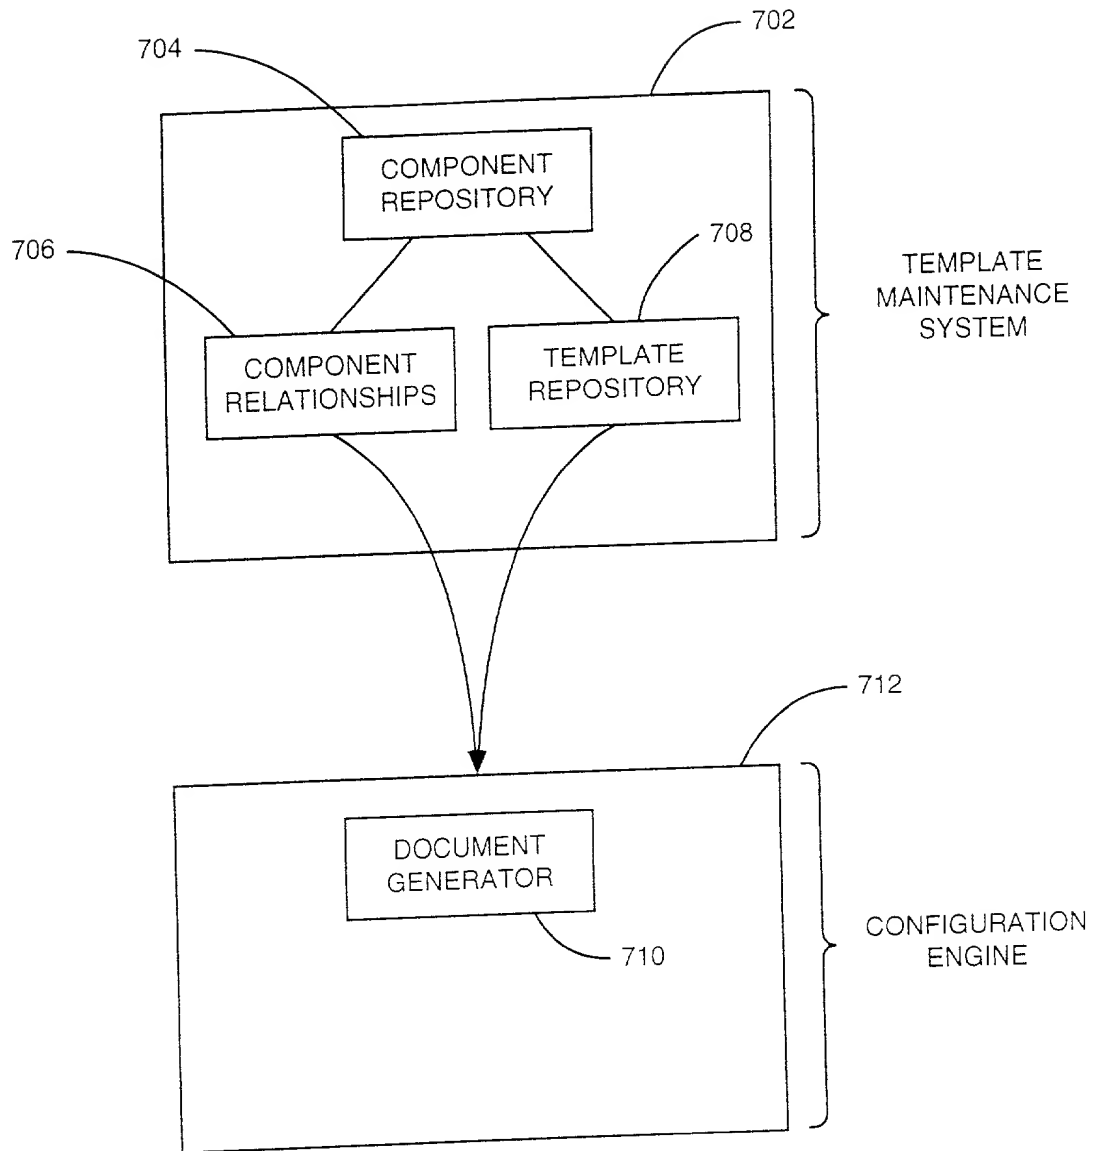 702
704
COMPONENT
REPOSITORY
706
708
TEMPLATE
MAINTENANCE
SYSTEM
COMPONENT
RELATIONSHIPS
TEMPLATE
REPOSITORY
712
DOCUMENT
GENERATOR
710
CONFIGURATION
ENGINE